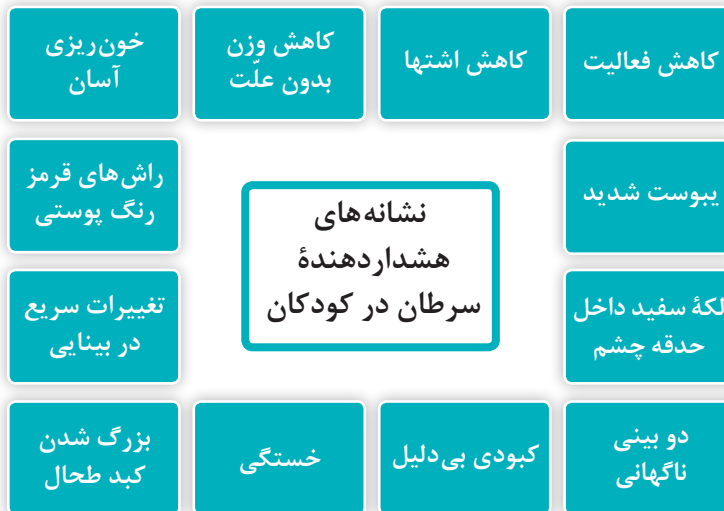 کاهش فعالیت
کاهش اشتها
کاهش وزن
بدون علّت
خون‌ریزی
آسان
یبوست شدید
راش‌های قرمز
رنگ پوستی
نشانه‌های
هشداردهندۀ
سرطان در کودکان
لکۀ سفید داخل
حدقه چشم
تغییرات سریع
در بینایی
دو بینی
ناگهانی
کبودی بی‌دلیل
خستگی
بزرگ شدن
کبد طحال